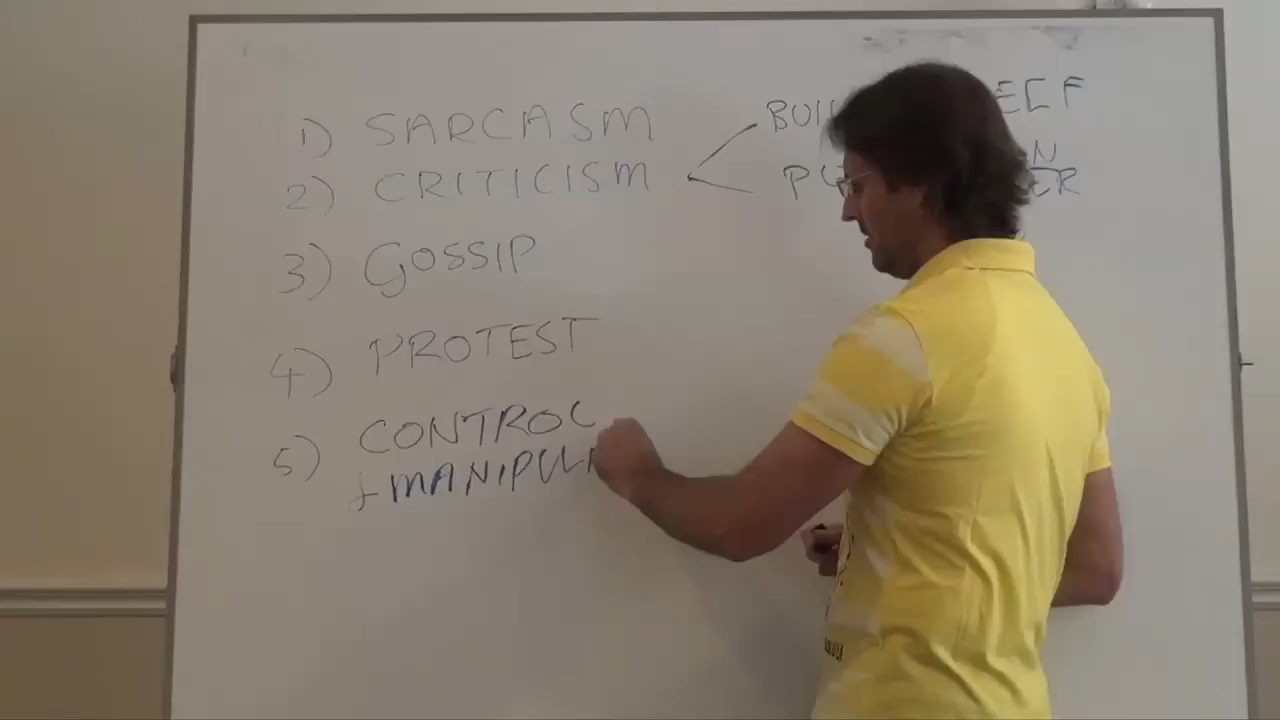 1) SARCASM
2) CRITICISM
3) GOSSIP
4) PROTEST
5) CONTROL
+ MANIPUL